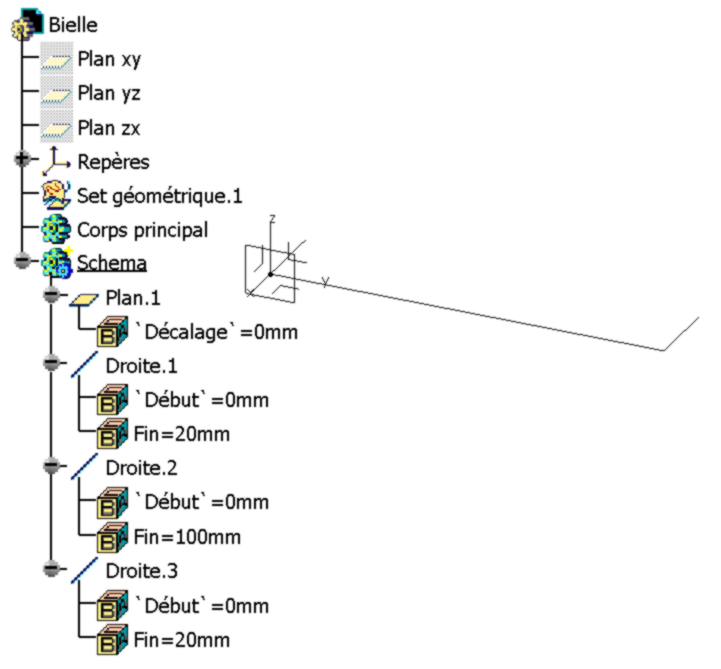 Bielle
Plan xy
Plan yz
Plan zx
Repères
Set géométrique.1
Corps principal
Schema
Plan.1
`Décalage`=0mm
Droite.1
`Début`=0mm
Fin=20mm
Droite.2
`Début`=0mm
Fin=100mm
Droite.3
`Début`=0mm
Fin=20mm
z
y
x